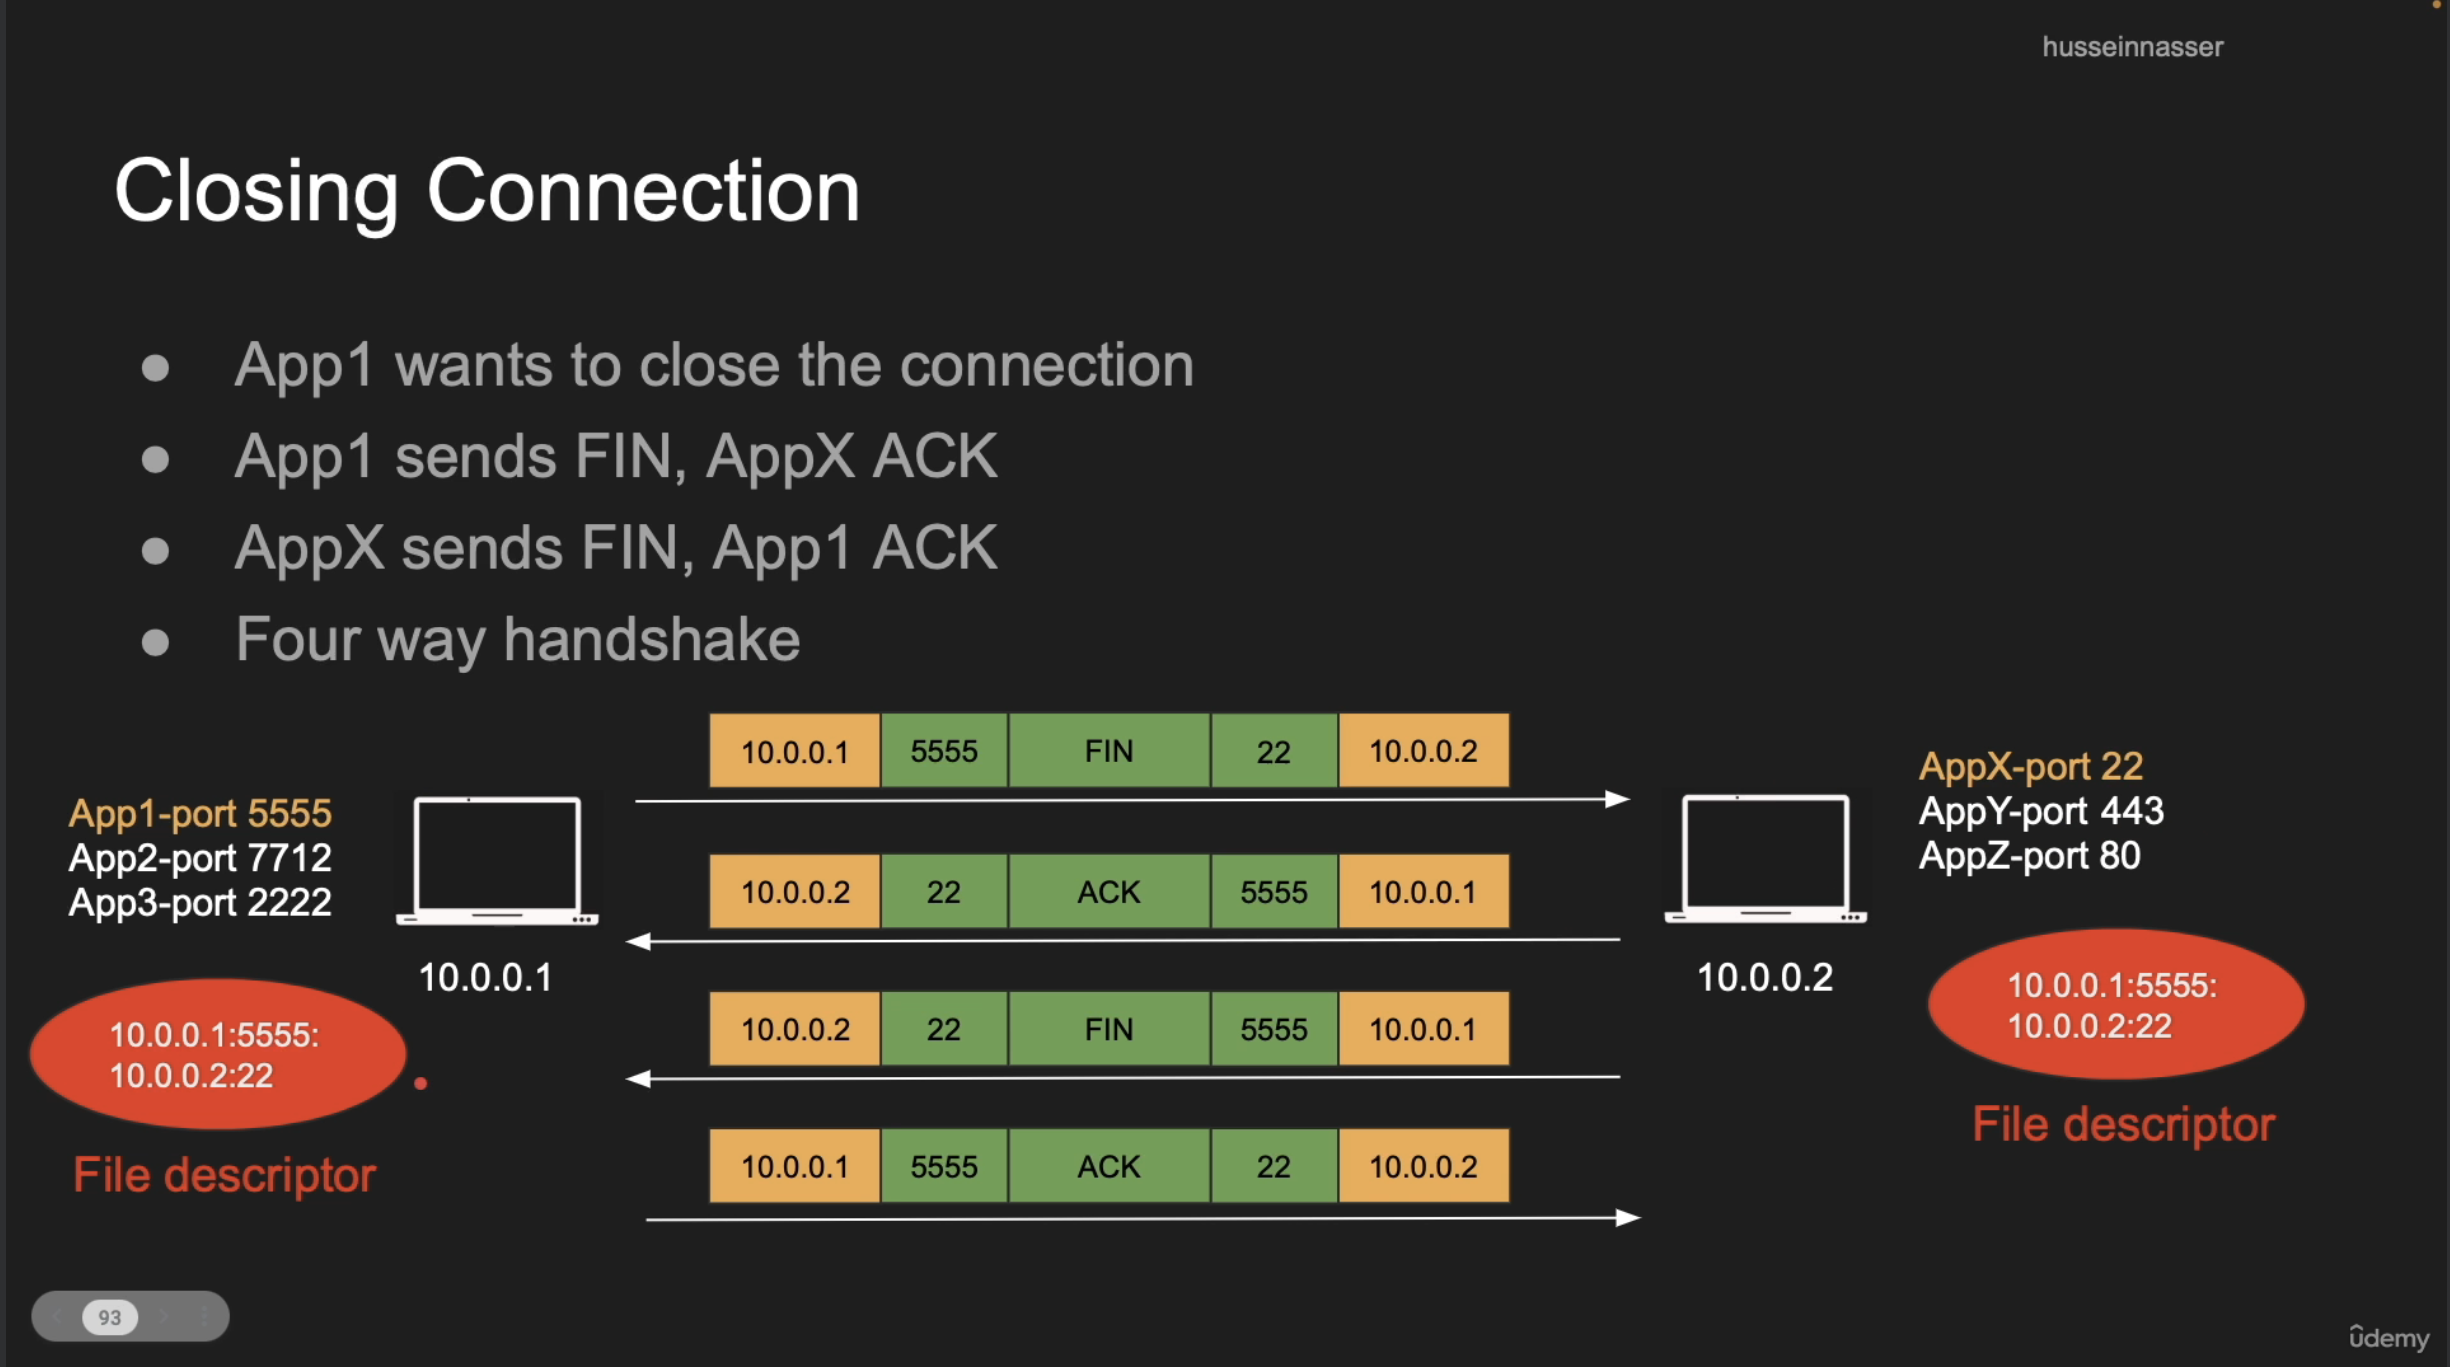 husseinnasser
Closing Connection
● App1 wants to close the connection
● App1 sends FIN, AppX ACK
● AppX sends FIN, App1 ACK
● Four way handshake
10.0.0.1 5555 FIN 22 10.0.0.2
App1-port 5555
App2-port 7712
App3-port 2222
AppX-port 22
AppY-port 443
AppZ-port 80
10.0.0.2 22 ACK 5555 10.0.0.1
10.0.0.1
10.0.0.2
10.0.0.1:5555:
10.0.0.2:22
File descriptor
10.0.0.2 22 FIN 5555 10.0.0.1
10.0.0.1:5555:
10.0.0.2:22
File descriptor
10.0.0.1 5555 ACK 22 10.0.0.2
93
ûdemy